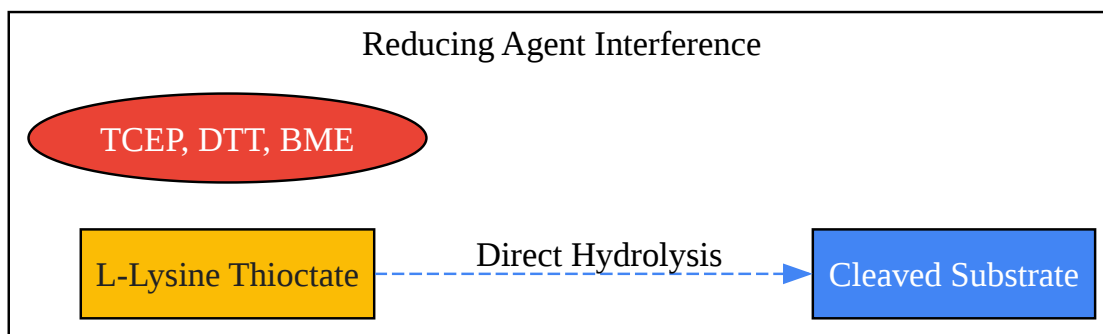 Reducing Agent Interference
TCEP, DTT, BME
L-Lysine Thioctate
Direct Hydrolysis
Cleaved Substrate